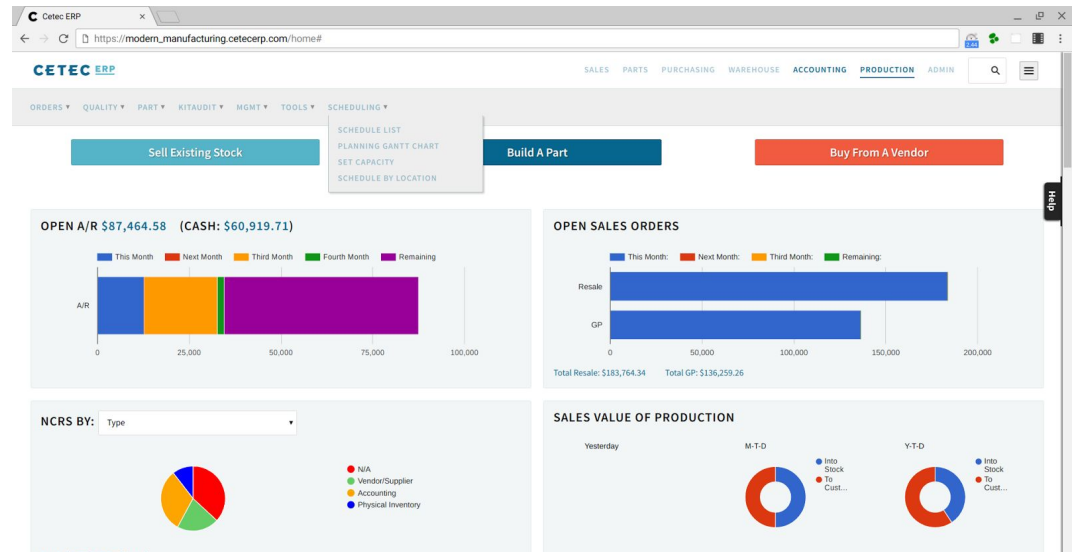 Cetec ERP
https://modern_manufacturing.cetecerp.com/home#
2.44
CETEC ERP
SALES PARTS PURCHASING WAREHOUSE ACCOUNTING PRODUCTION ADMIN
ORDERS QUALITY PART KITAUDIT MGMT TOOLS SCHEDULING
SCHEDULE LIST
PLANNING GANTT CHART
SET CAPACITY
SCHEDULE BY LOCATION
Sell Existing Stock
Build A Part
Buy From A Vendor
Help
OPEN A/R $87,464.58 (CASH: $60,919.71)
This Month Next Month Third Month Fourth Month Remaining
A/R
0 25,000 50,000 75,000 100,000
OPEN SALES ORDERS
This Month: Next Month: Third Month: Remaining:
Resale
GP
0 50,000 100,000 150,000 200,000
Total Resale: $183,764.34 Total GP: $136,259.26
NCRS BY: Type
N/A
Vendor/Supplier
Accounting
Physical Inventory
SALES VALUE OF PRODUCTION
Yesterday M-T-D Y-T-D
Into
Stock
To
Cust...
Into
Stock
To
Cust...